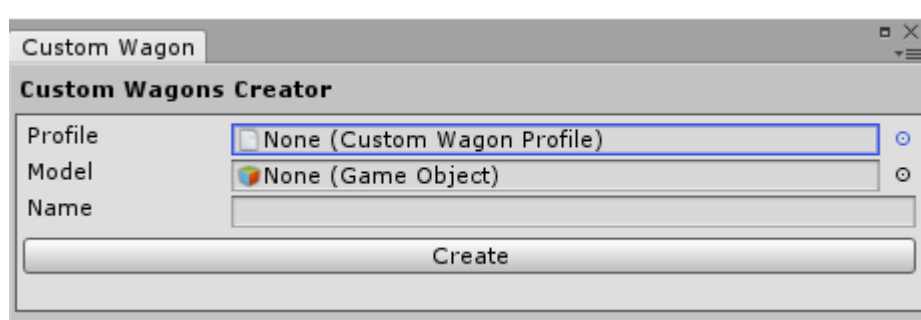 Custom Wagon
Custom Wagons Creator
Profile None (Custom Wagon Profile)
Model None (Game Object)
Name
Create